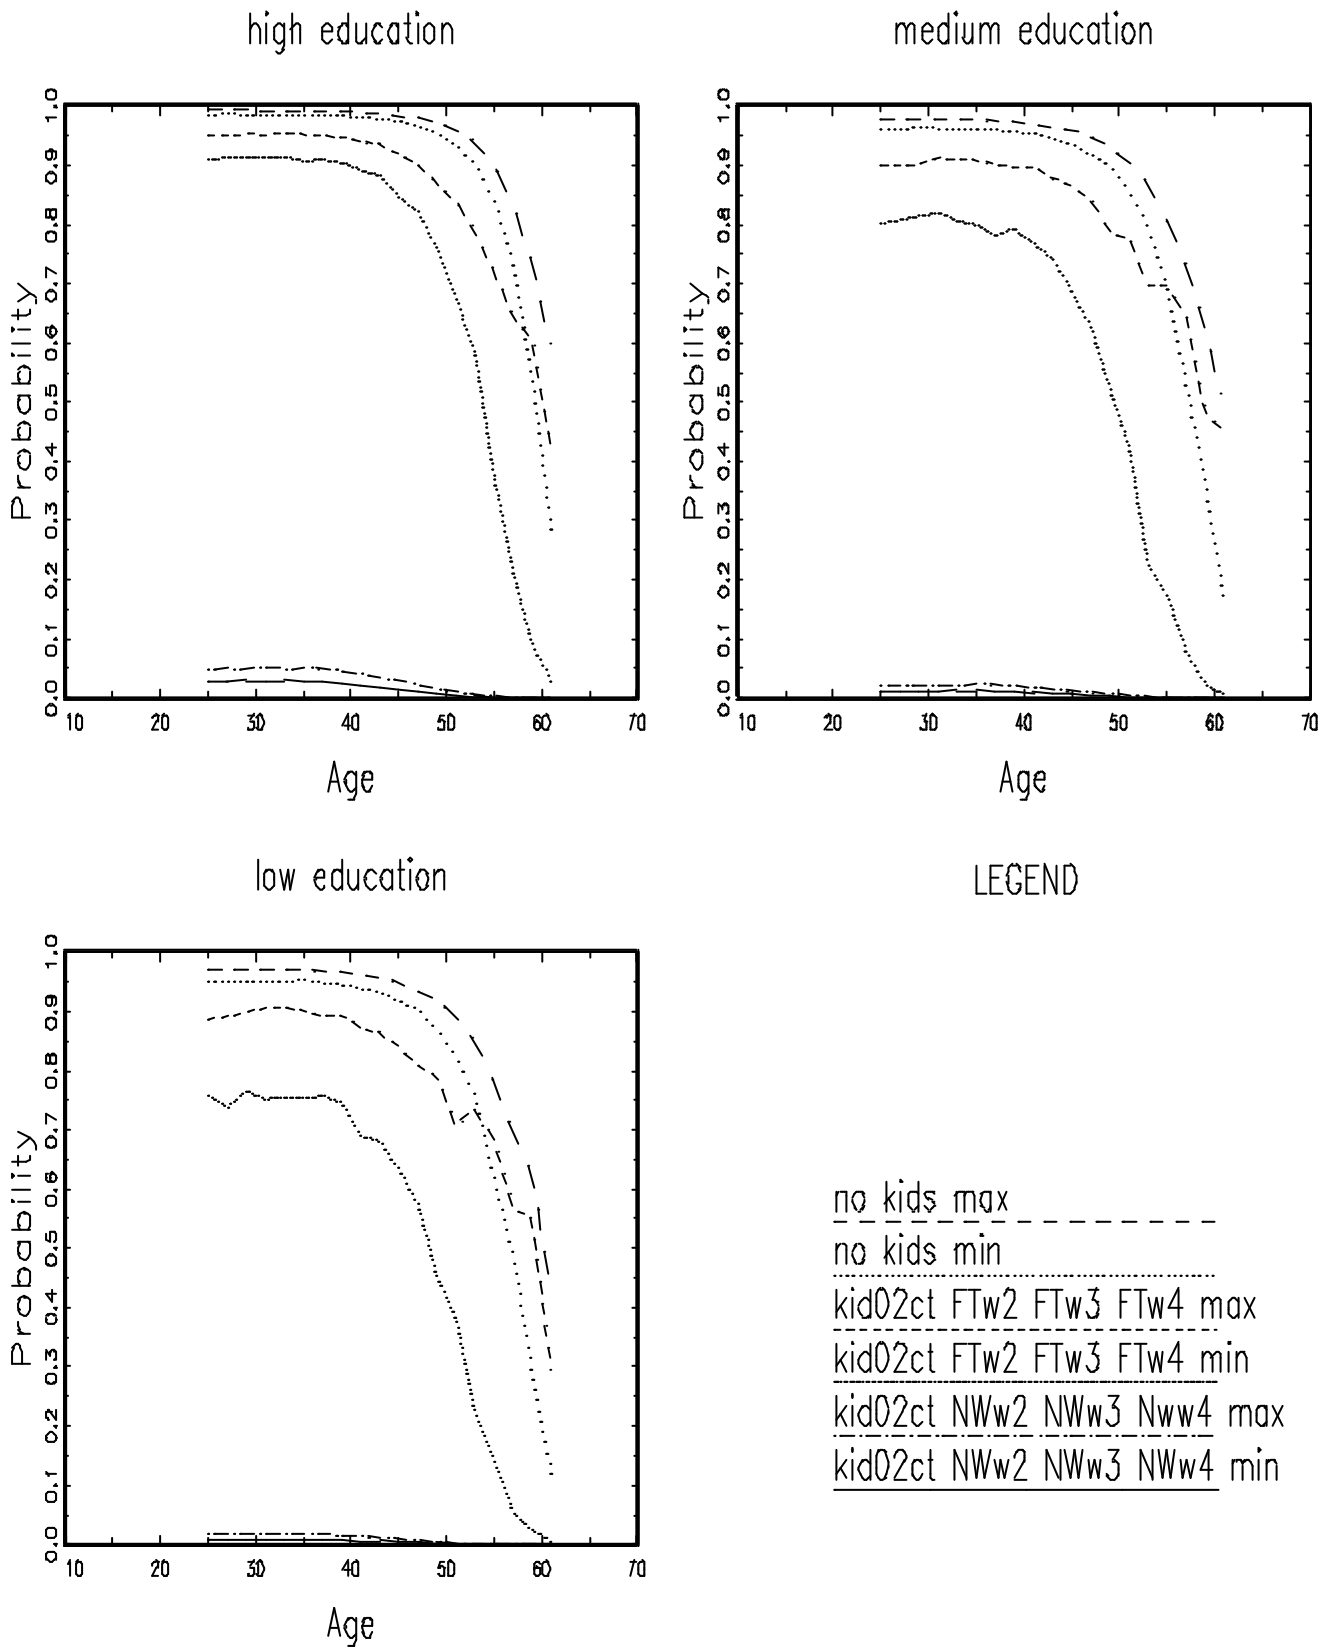 high education
1.0
0.9
0.8
0.7
0.6
0.5
0.4
0.3
0.2
0.1
0.0
Probability
10 20 30 40 50 60 70
Age
medium education
1.0
0.9
0.8
0.7
0.6
0.5
0.4
0.3
0.2
0.1
0.0
Probability
10 20 30 40 50 60 70
Age
low education
1.0
0.9
0.8
0.7
0.6
0.5
0.4
0.3
0.2
0.1
0.0
Probability
10 20 30 40 50 60 70
Age
LEGEND
no kids max
no kids min
kid02ct FTw2 FTw3 FTw4 max
kid02ct FTw2 FTw3 FTw4 min
kid02ct NWw2 NWw3 Nww4 max
kid02ct NWw2 NWw3 NWw4 min